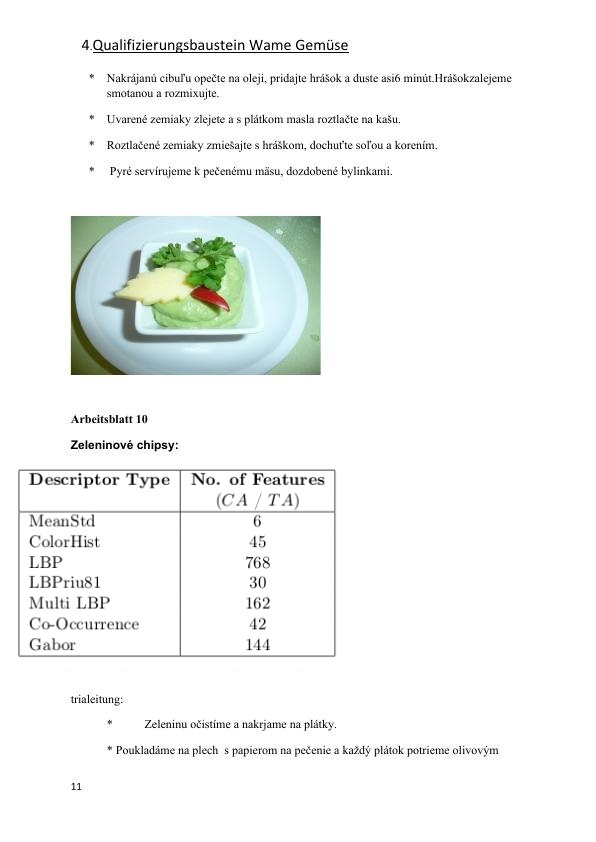 4.Qualifizierungsbaustein Wame Gemüse
* Nakrájanú cibuľu opečte na oleji, pridajte hrášok a duste asi6 minút.Hrášokzalejeme
smotanou a rozmixujte.
* Uvarené zemiaky zlejete a s plátkom masla roztlačte na kašu.
* Roztlačené zemiaky zmiešajte s hráškom, dochuťte soľou a korením.
* Pyré servírujeme k pečenému mäsu, dozdobené bylinkami.
Arbeitsblatt 10
Zeleninové chipsy:
Descriptor Type No. of Features
(CA / TA)
MeanStd 6
ColorHist 45
LBP 768
LBPriu81 30
Multi LBP 162
Co-Occurrence 42
Gabor 144
trialeitung:
* Zeleninu očistíme a nakrjame na plátky.
* Poukladáme na plech s papierom na pečenie a každý plátok potrieme olivovým
11